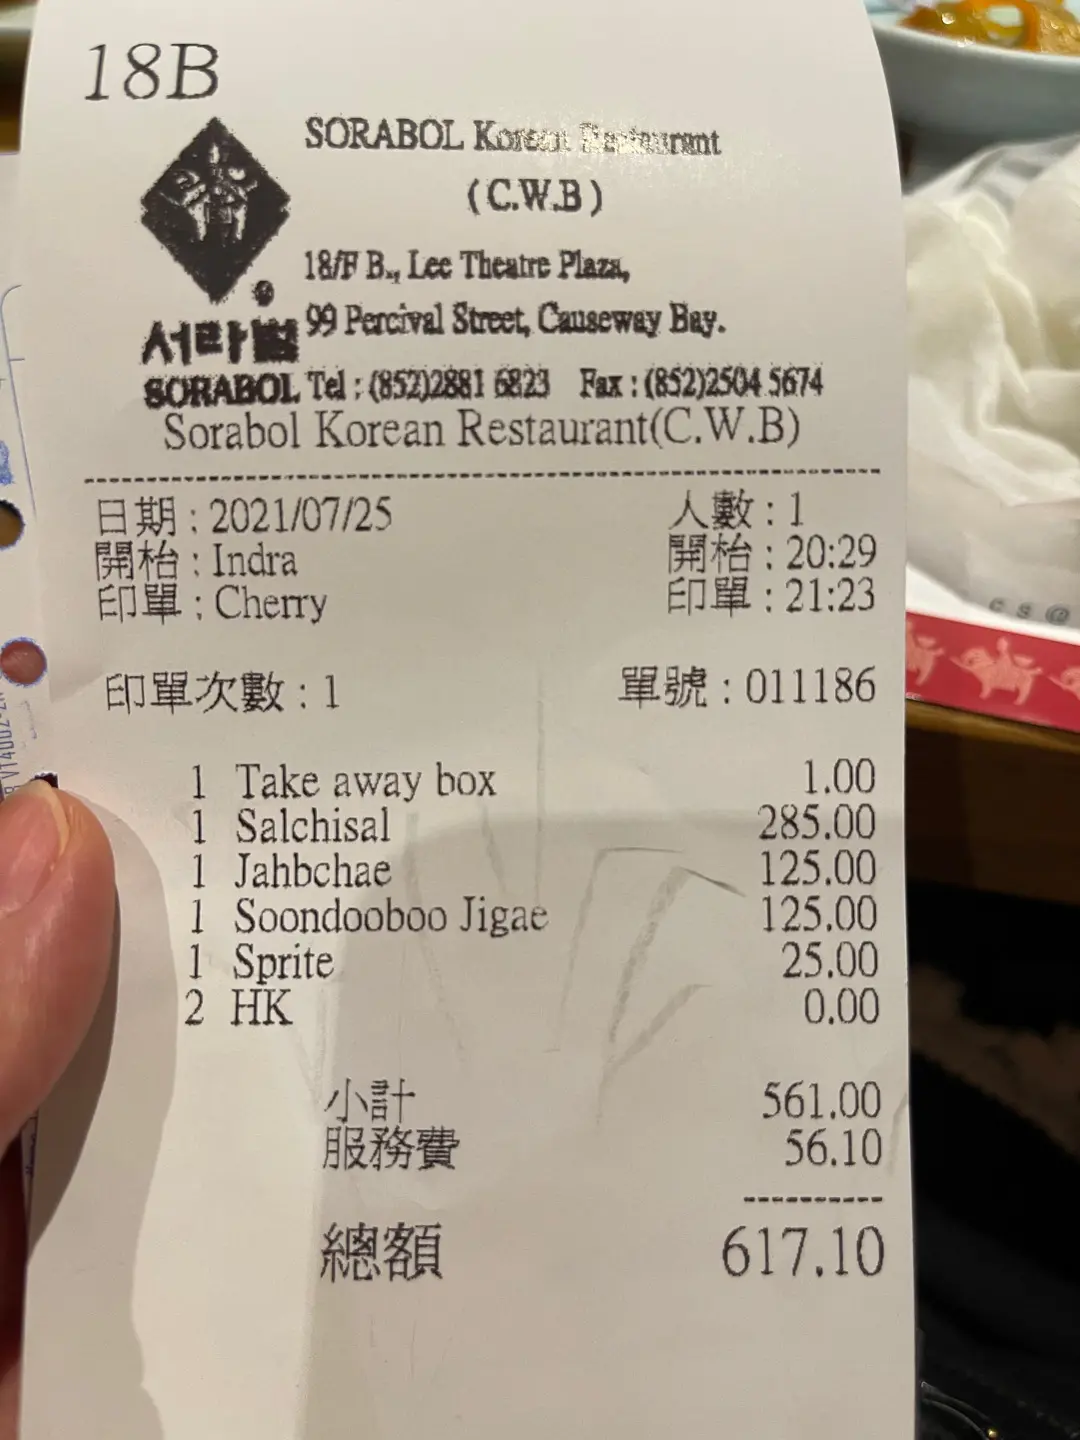 18B
SORABOL Korean Restaurant
(C.W.B)
18/F B., Lee Theatre Plaza,
99 Percival Street, Causeway Bay.
서라벌
SORABOL Tel : (852)2881 6823 Fax : (852)2504 5674
Sorabol Korean Restaurant(C.W.B)
日期 : 2021/07/25 人數 : 1
開枱 : Indra 開枱 : 20:29
印單 : Cherry 印單 : 21:23
印單次數 : 1 單號 : 011186
1 Take away box 1.00
1 Salchisal 285.00
1 Jahbchae 125.00
1 Soondooboo Jigae 125.00
1 Sprite 25.00
2 HK 0.00
小計 561.00
服務費 56.10
總額 617.10